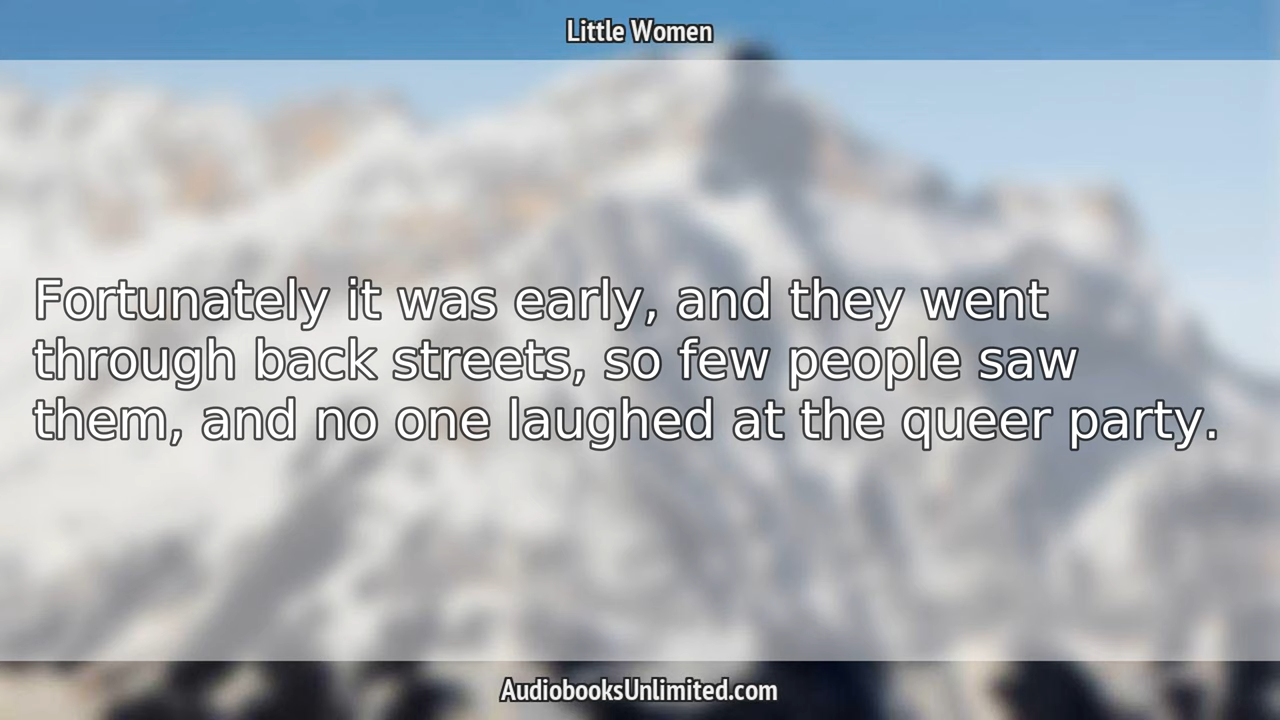 Little Women
Fortunately it was early, and they went
through back streets, so few people saw
them, and no one laughed at the queer party.
AudiobooksUnlimited.com